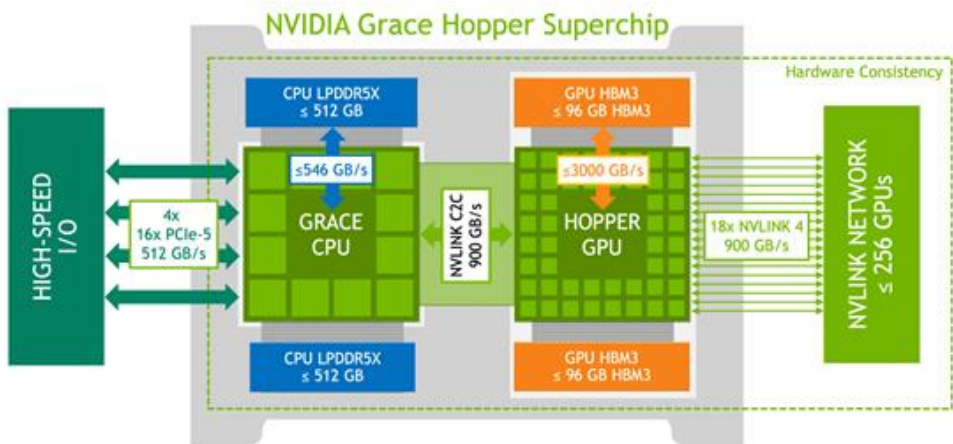 NVIDIA Grace Hopper Superchip
Hardware Consistency
HIGH-SPEED
I/O
4x
16x PCIe-5
512 GB/s
CPU LPDDR5X
≤ 512 GB
≤546 GB/s
GRACE
CPU
CPU LPDDR5X
≤ 512 GB
NVLINK C2C
900 GB/s
GPU HBM3
≤ 96 GB HBM3
≤3000 GB/s
HOPPER
GPU
GPU HBM3
≤ 96 GB HBM3
18x NVLINK 4
900 GB/s
NVLINK NETWORK
≤ 256 GPUs